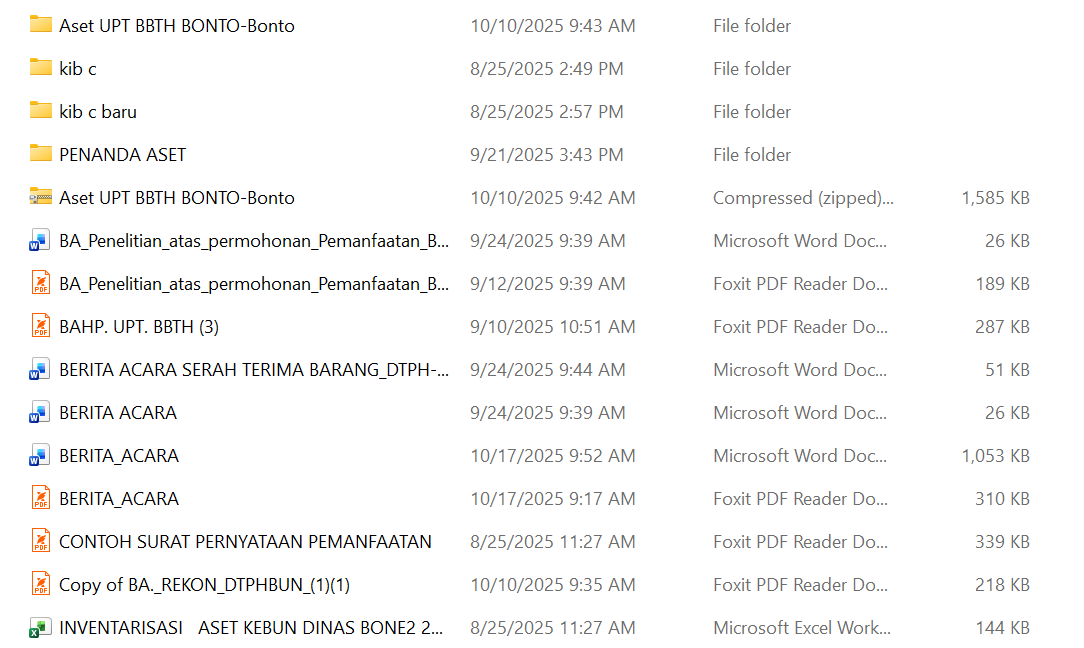 Aset UPT BBTH BONTO-Bonto 10/10/2025 9:43 AM File folder
kib c 8/25/2025 2:49 PM File folder
kib c baru 8/25/2025 2:57 PM File folder
PENANDA ASET 9/21/2025 3:43 PM File folder
Aset UPT BBTH BONTO-Bonto 10/10/2025 9:42 AM Compressed (zipped)... 1,585 KB
BA_Penelitian_atas_permohonan_Pemanfaatan_B... 9/24/2025 9:39 AM Microsoft Word Doc... 26 KB
BA_Penelitian_atas_permohonan_Pemanfaatan_B... 9/12/2025 9:39 AM Foxit PDF Reader Do... 189 KB
BAHP. UPT. BBTH (3) 9/10/2025 10:51 AM Foxit PDF Reader Do... 287 KB
BERITA ACARA SERAH TERIMA BARANG_DTPH-... 9/24/2025 9:44 AM Microsoft Word Doc... 51 KB
BERITA ACARA 9/24/2025 9:39 AM Microsoft Word Doc... 26 KB
BERITA_ACARA 10/17/2025 9:52 AM Microsoft Word Doc... 1,053 KB
BERITA_ACARA 10/17/2025 9:17 AM Foxit PDF Reader Do... 310 KB
CONTOH SURAT PERNYATAAN PEMANFAATAN 8/25/2025 11:27 AM Foxit PDF Reader Do... 339 KB
Copy of BA._REKON_DTPHBUN_(1)(1) 10/10/2025 9:35 AM Foxit PDF Reader Do... 218 KB
INVENTARISASI   ASET KEBUN DINAS BONE2 2... 8/25/2025 11:27 AM Microsoft Excel Work... 144 KB